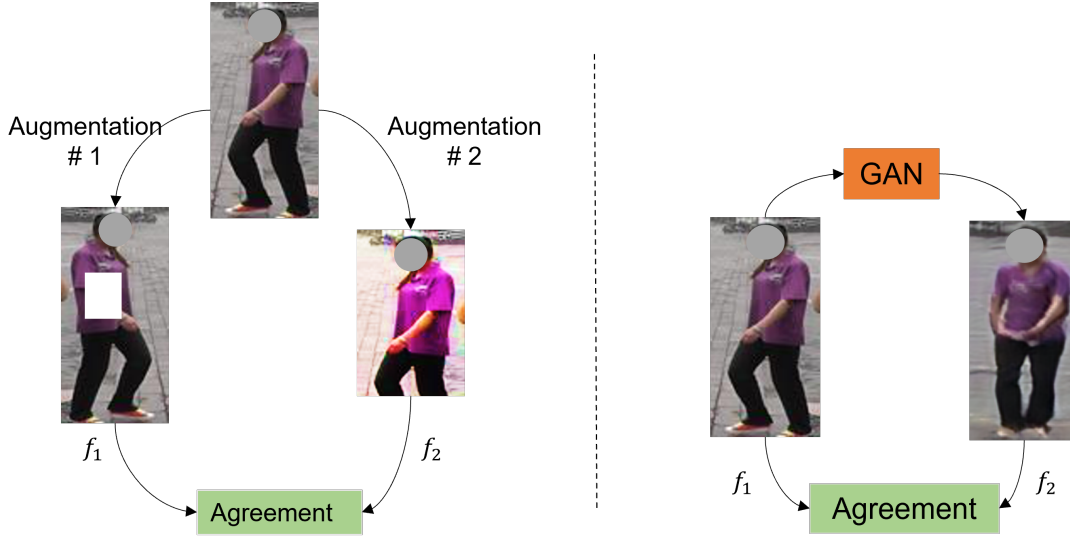 Augmentation
# 1
Augmentation
# 2
f₁
f₂
Agreement
GAN
f₁
f₂
Agreement